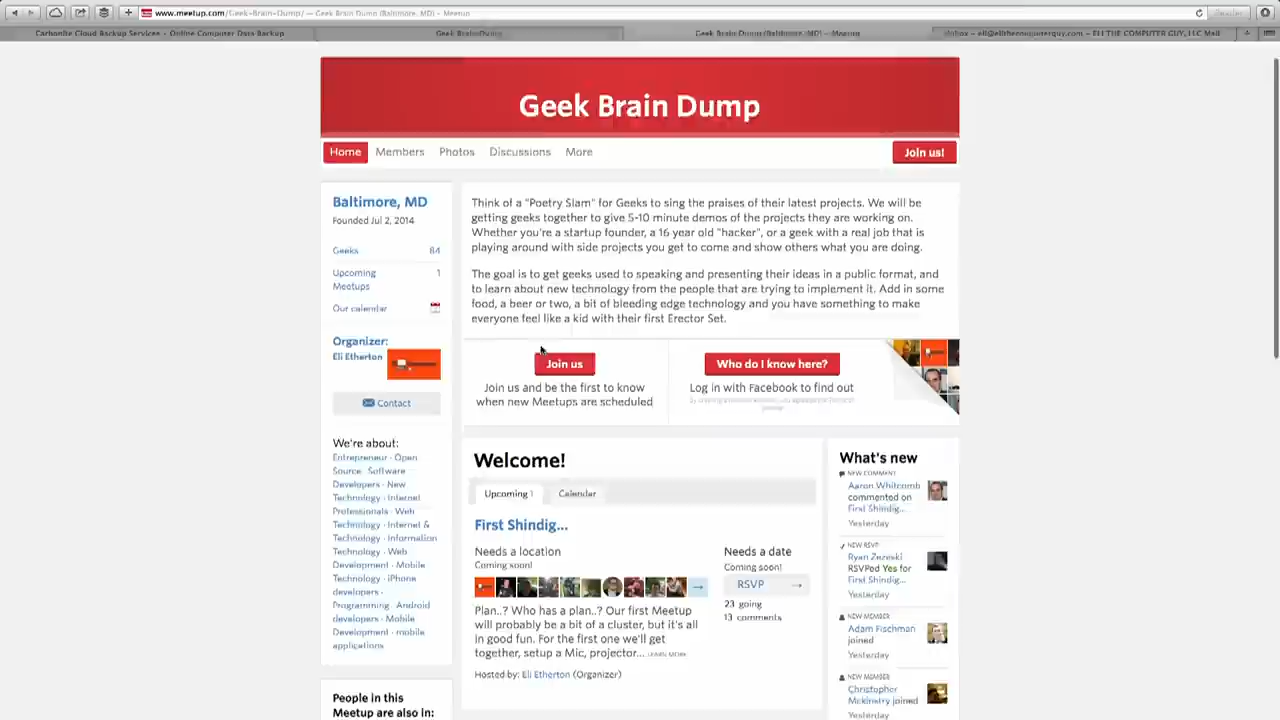 www.meetup.com/Geek-Brain-Dump/ — Geek Brain Dump (Baltimore, MD) - Meetup
Reader
Carbonite Cloud Backup Services - Online Computer Data Backup
Geek BrainDump
Geek Brain Dump (Baltimore, MD) - Meetup
Inbox – eli@elithecomputerguy.com – ELI THE COMPUTER GUY, LLC Mail
Geek Brain Dump
Home Members Photos Discussions More
Join us!
Baltimore, MD
Founded Jul 2, 2014
Geeks 84
Upcoming Meetups 1
Our calendar
Organizer:
Eli Etherton
Contact
We're about:
Entrepreneur · Open
Source · Software
Developers · New
Technology · Internet
Professionals · Web
Technology · Internet &
Technology · Information
Technology · Web
Development · Mobile
Technology · iPhone
developers ·
Programming · Android
developers · Mobile
Development · mobile
applications
People in this
Meetup are also in:
Think of a "Poetry Slam" for Geeks to sing the praises of their latest projects. We will be
getting geeks together to give 5-10 minute demos of the projects they are working on.
Whether you're a startup founder, a 16 year old "hacker", or a geek with a real job that is
playing around with side projects you get to come and show others what you are doing.
The goal is to get geeks used to speaking and presenting their ideas in a public format, and
to learn about new technology from the people that are trying to implement it. Add in some
food, a beer or two, a bit of bleeding edge technology and you have something to make
everyone feel like a kid with their first Erector Set.
Join us
Join us and be the first to know
when new Meetups are scheduled
Who do I know here?
Log in with Facebook to find out
Welcome!
Upcoming 1 Calendar
First Shindig...
Needs a location
Coming soon!
Needs a date
Coming soon!
RSVP →
23 going
13 comments
Plan..? Who has a plan..? Our first Meetup
will probably be a bit of a cluster, but it's all
in good fun. For the first one we'll get
together, setup a Mic, projector... LEARN MORE
Hosted by: Eli Etherton (Organizer)
What's new
NEW COMMENT
Aaron Whitcomb
commented on
First Shindig...
Yesterday
NEW RSVP
Ryan Zezeski
RSVPed Yes for
First Shindig...
Yesterday
NEW MEMBER
Adam Fischman
joined
Yesterday
NEW MEMBER
Christopher
Mckinstry joined
Yesterday